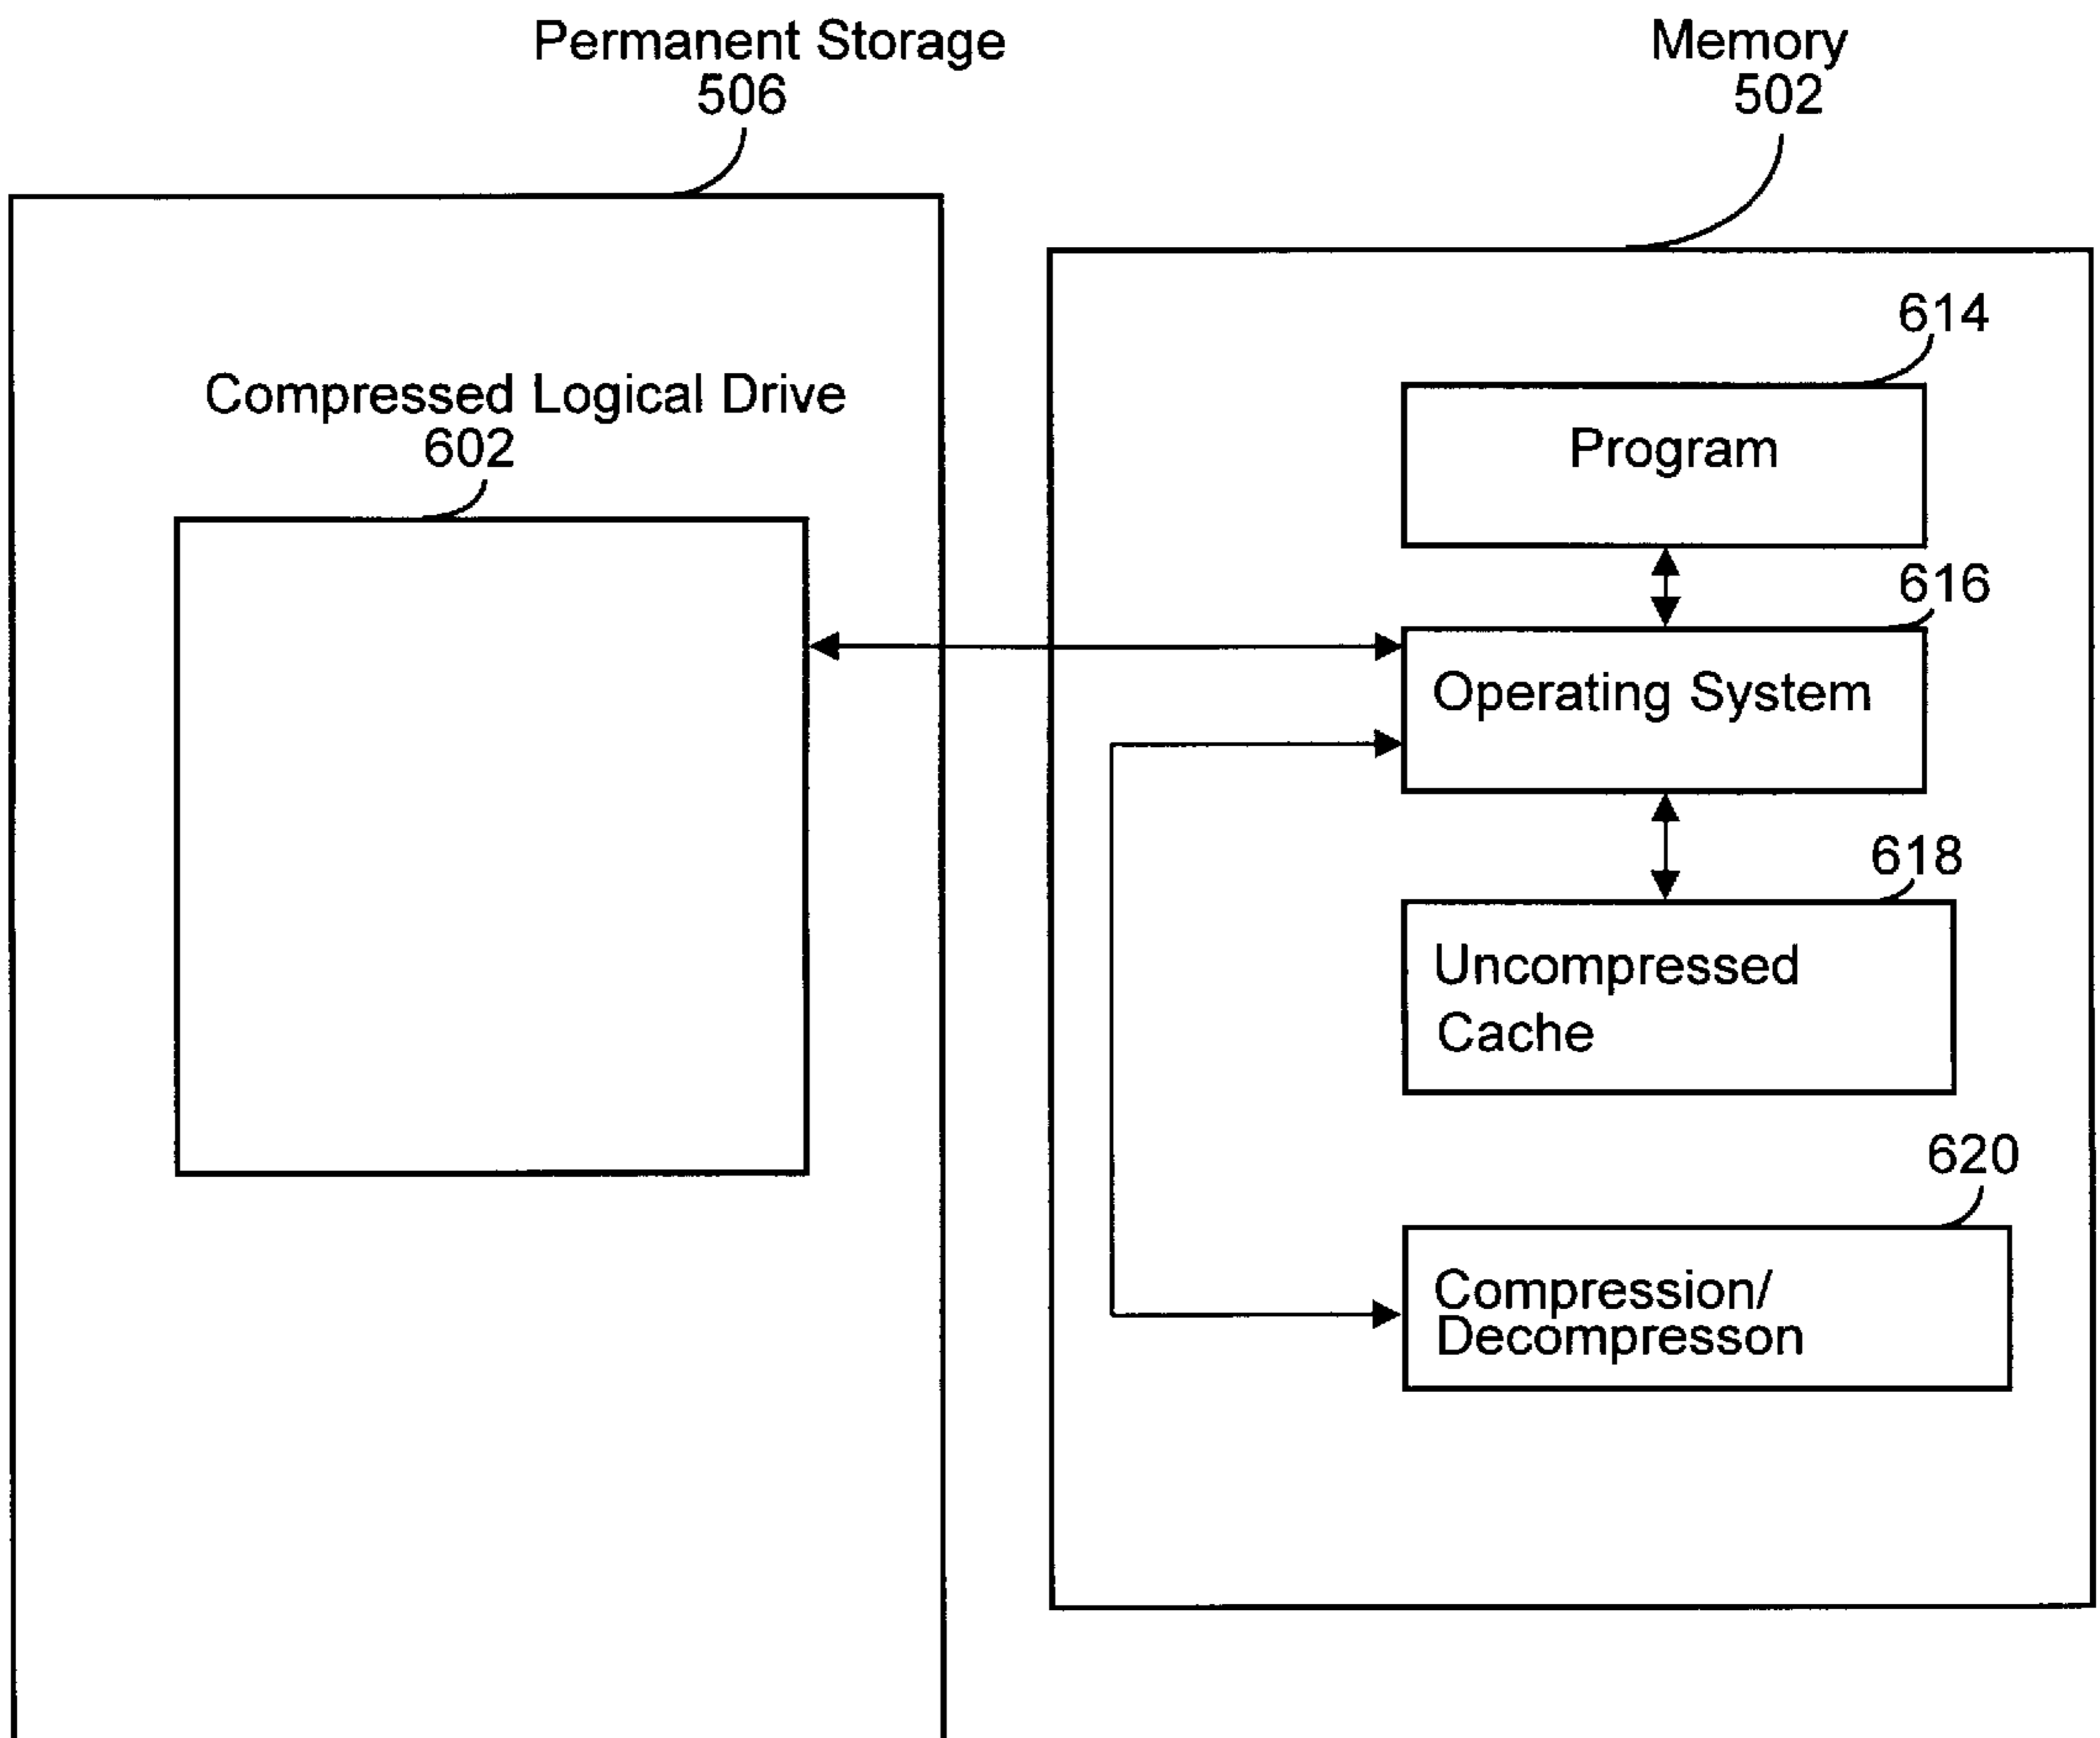 Permanent Storage
506
Memory
502
Compressed Logical Drive
602
614
Program
616
Operating System
618
Uncompressed
Cache
620
Compression/
Decompresson